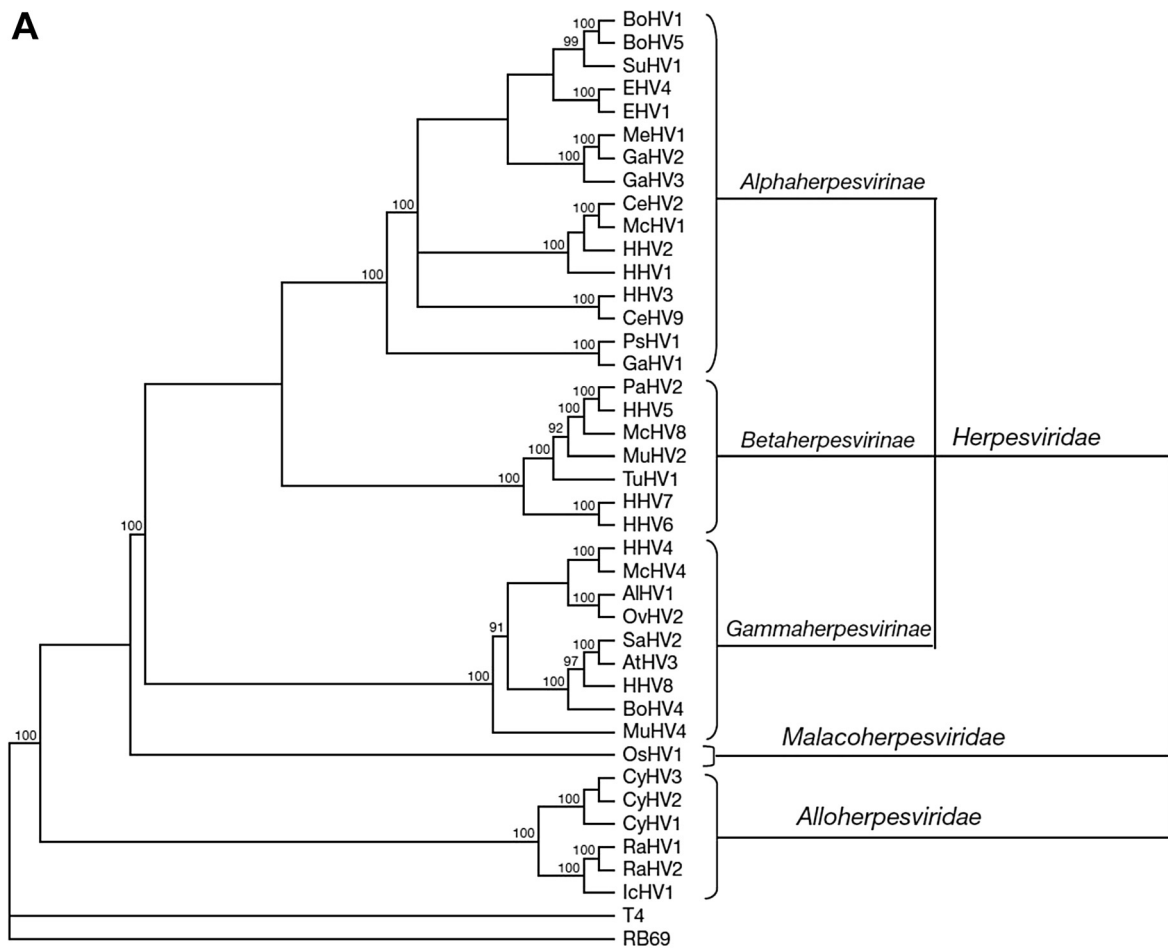 A
100
BoHV1
BoHV5
99
SuHV1
EHV4
100
EHV1
MeHV1
100
GaHV2
100
GaHV3
Alphaherpesvirinae
CeHV2
100
100
McHV1
HHV2
100
HHV1
HHV3
100
CeHV9
100
PsHV1
100
GaHV1
PaHV2
100
HHV5
100
McHV8
92
Betaherpesvirinae
Herpesviridae
MuHV2
100
TuHV1
100
HHV7
100
HHV6
100
HHV4
100
McHV4
AlHV1
100
OvHV2
91
Gammaherpesvirinae
SaHV2
100
AtHV3
97
HHV8
100
100
BoHV4
MuHV4
100
Malacoherpesviridae
OsHV1
CyHV3
CyHV2
100
Alloherpesviridae
CyHV1
100
RaHV1
100
RaHV2
100
IcHV1
T4
RB69